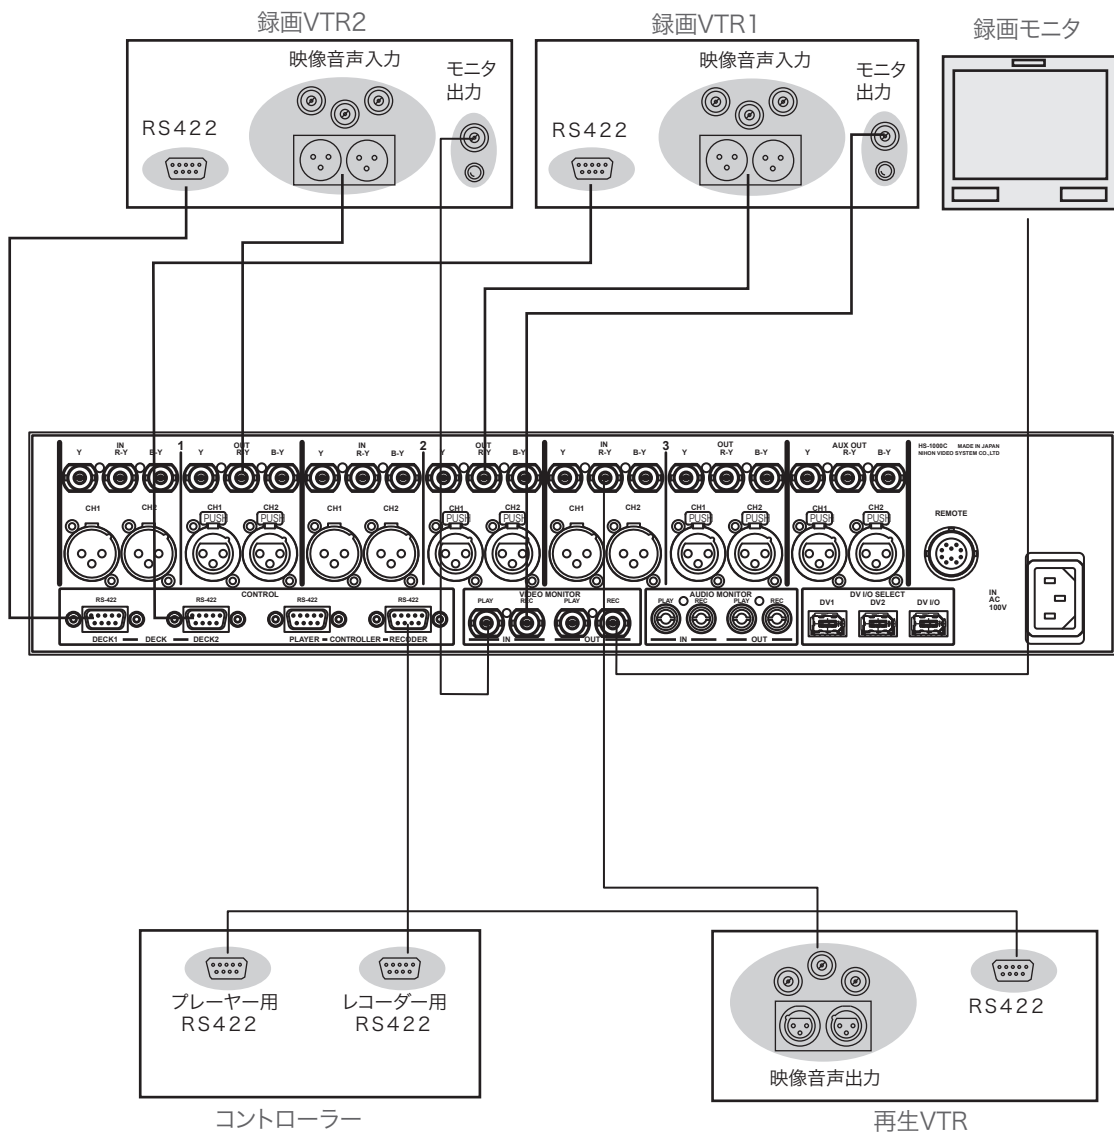 録画VTR2
録画VTR1
録画モニタ
映像音声入力
モニタ
出力
RS422
映像音声入力
モニタ
出力
RS422
IN 1 OUT
Y R-Y B-Y Y R-Y B-Y
IN 2 OUT
Y R-Y B-Y Y R-Y B-Y
IN 3 OUT
Y R-Y B-Y Y R-Y B-Y
AUX OUT
Y R-Y B-Y
HS-1000C MADE IN JAPAN
NIHON VIDEO SYSTEM CO.,LTD
CH1 CH2 CH1 CH2 CH1 CH2 CH1 CH2 CH1 CH2 CH1 CH2 CH1 CH2
PUSH PUSH PUSH PUSH PUSH PUSH PUSH PUSH
REMOTE
IN
AC
100V
CONTROL
RS-422 RS-422 RS-422 RS-422
DECK1 DECK DECK2 PLAYER CONTROLLER RECODER
VIDEO MONITOR
PLAY REC PLAY REC
IN OUT
AUDIO MONITOR
PLAY REC PLAY REC
IN OUT
DV I/O SELECT
DV1 DV2 DV I/O
プレーヤー用
RS422
レコーダー用
RS422
コントローラー
RS422
映像音声出力
再生VTR